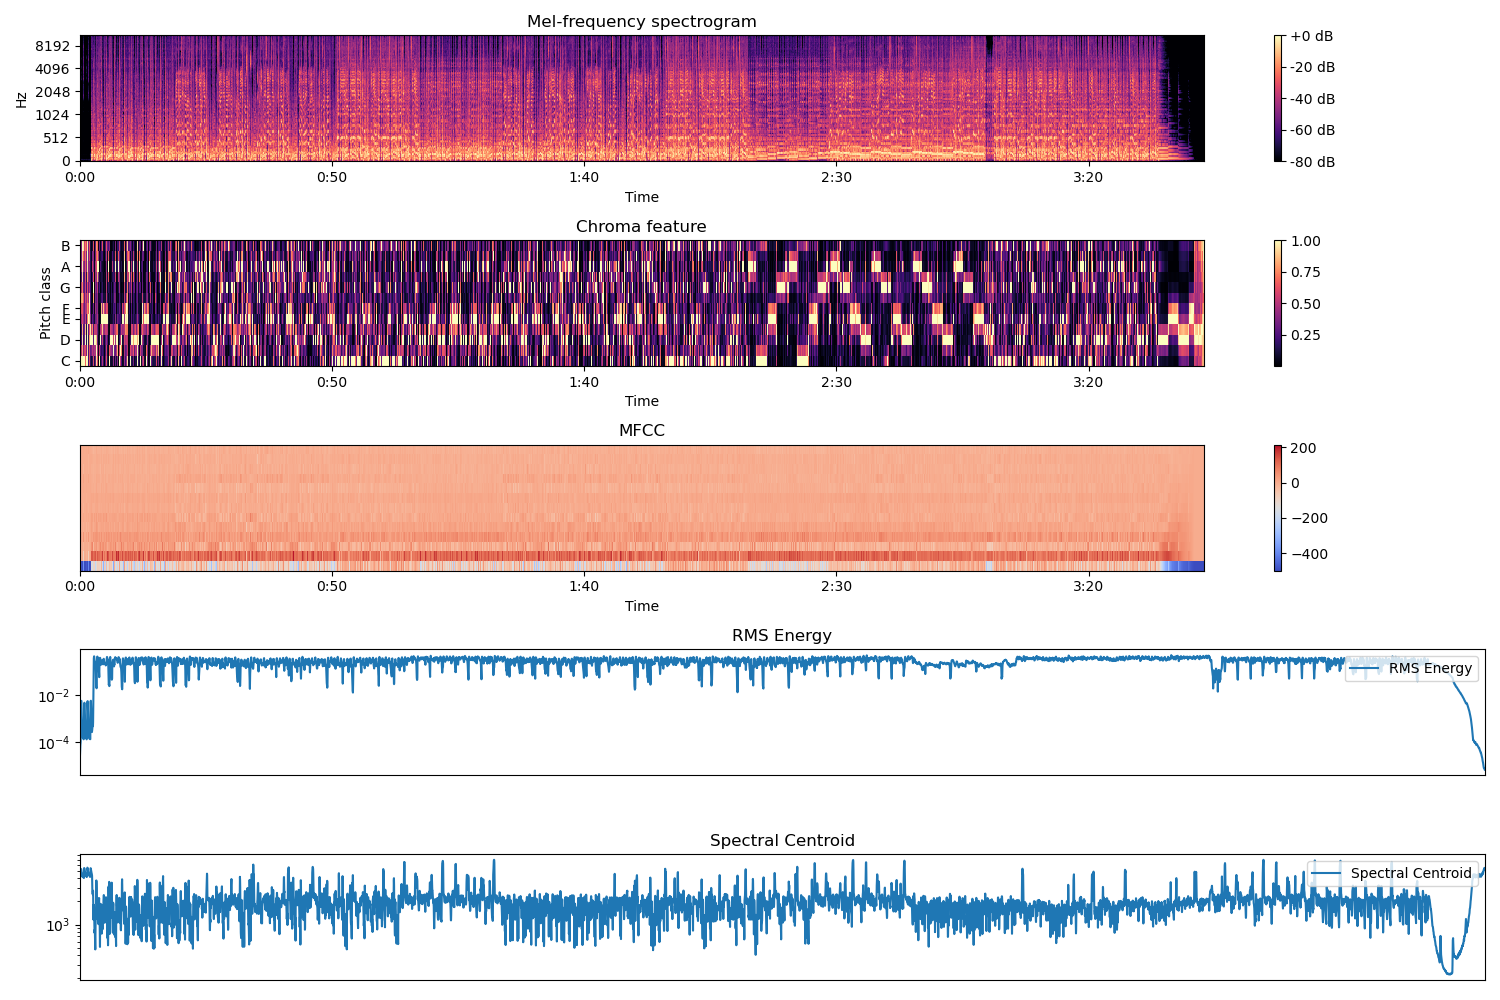 Mel-frequency spectrogram
8192
4096
2048
1024
512
0
Hz
0:00 0:50 1:40 2:30 3:20
Time
+0 dB
-20 dB
-40 dB
-60 dB
-80 dB
Chroma feature
B
A
G
F
E
D
C
Pitch class
0:00 0:50 1:40 2:30 3:20
Time
1.00
0.75
0.50
0.25
MFCC
0:00 0:50 1:40 2:30 3:20
Time
200
0
−200
−400
RMS Energy
10⁻²
10⁻⁴
RMS Energy
Spectral Centroid
10³
Spectral Centroid